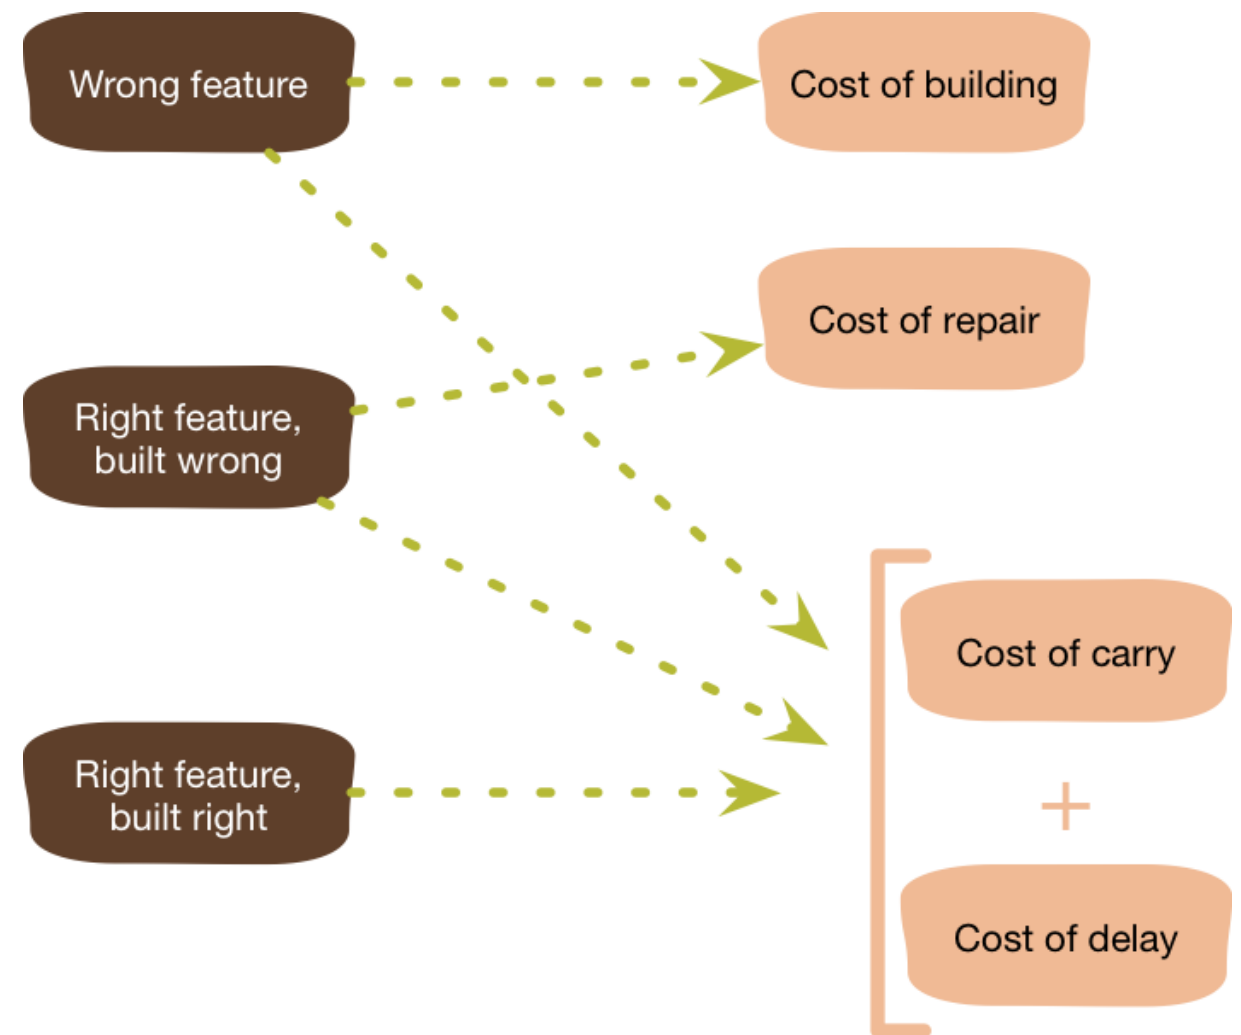 Wrong feature
Cost of building
Cost of repair
Right feature,
built wrong
Cost of carry
Right feature,
built right
+
Cost of delay